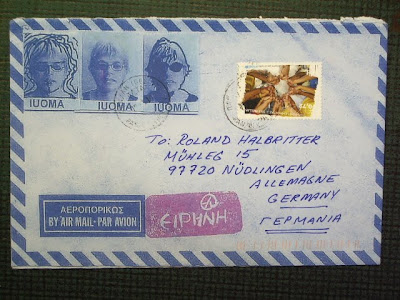 IUOMA
IUOMA
IUOMA
To: ROLAND HALBRITTER
MÜHLEG 15
97720 NÜDLINGEN
ALLEMAGNE
GERMANY
ΓΕΡΜΑΝΙΑ
ΑΕΡΟΠΟΡΙΚΩΣ
BY AIR MAIL - PAR AVION
ΕΙΡΗΝΗ